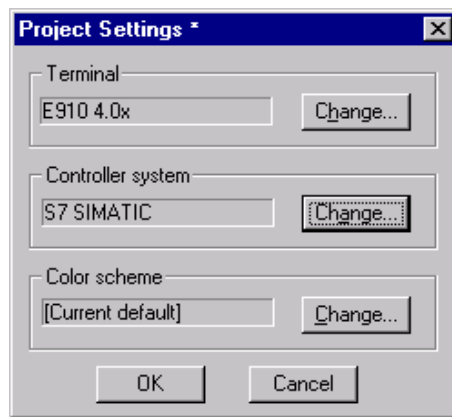 Project Settings *
Terminal
E910 4.0x
Change...
Controller system
S7 SIMATIC
Change...
Color scheme
[Current default]
Change...
OK
Cancel